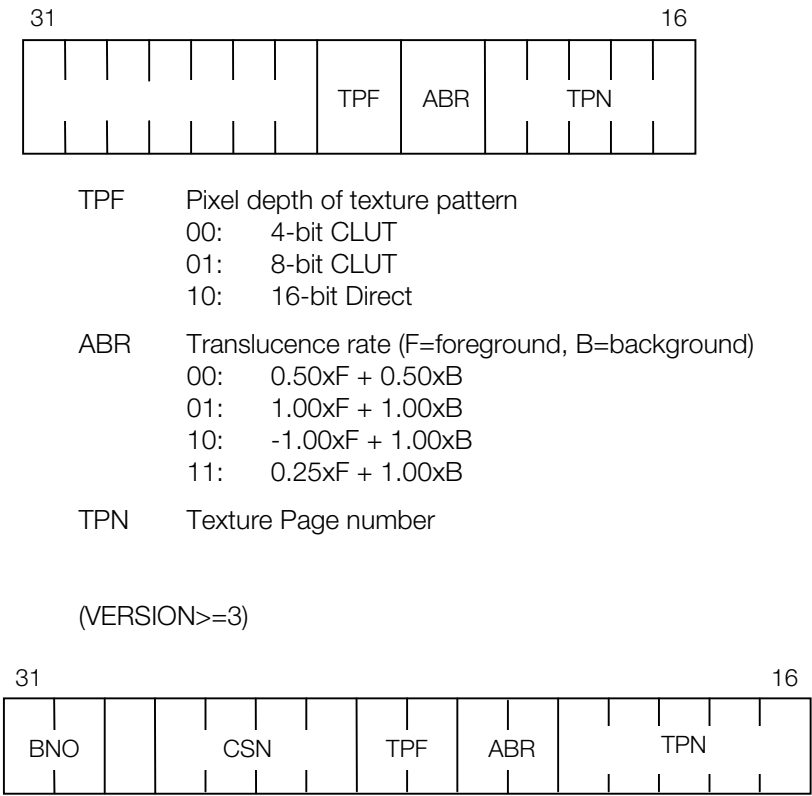 31 16
TPF ABR TPN
TPF Pixel depth of texture pattern
00: 4-bit CLUT
01: 8-bit CLUT
10: 16-bit Direct
ABR Translucence rate (F=foreground, B=background)
00: 0.50xF + 0.50xB
01: 1.00xF + 1.00xB
10: -1.00xF + 1.00xB
11: 0.25xF + 1.00xB
TPN Texture Page number
(VERSION>=3)
31 16
BNO CSN TPF ABR TPN